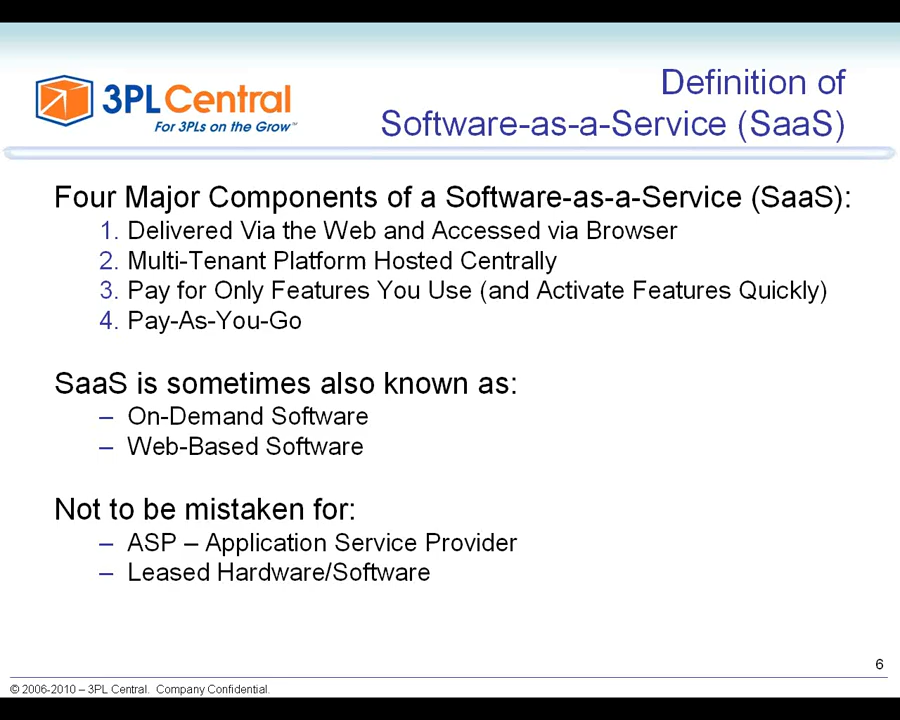 3PL Central
For 3PLs on the Grow™
Definition of
Software-as-a-Service (SaaS)
Four Major Components of a Software-as-a-Service (SaaS):
1. Delivered Via the Web and Accessed via Browser
2. Multi-Tenant Platform Hosted Centrally
3. Pay for Only Features You Use (and Activate Features Quickly)
4. Pay-As-You-Go
SaaS is sometimes also known as:
– On-Demand Software
– Web-Based Software
Not to be mistaken for:
– ASP – Application Service Provider
– Leased Hardware/Software
6
© 2006-2010 – 3PL Central. Company Confidential.